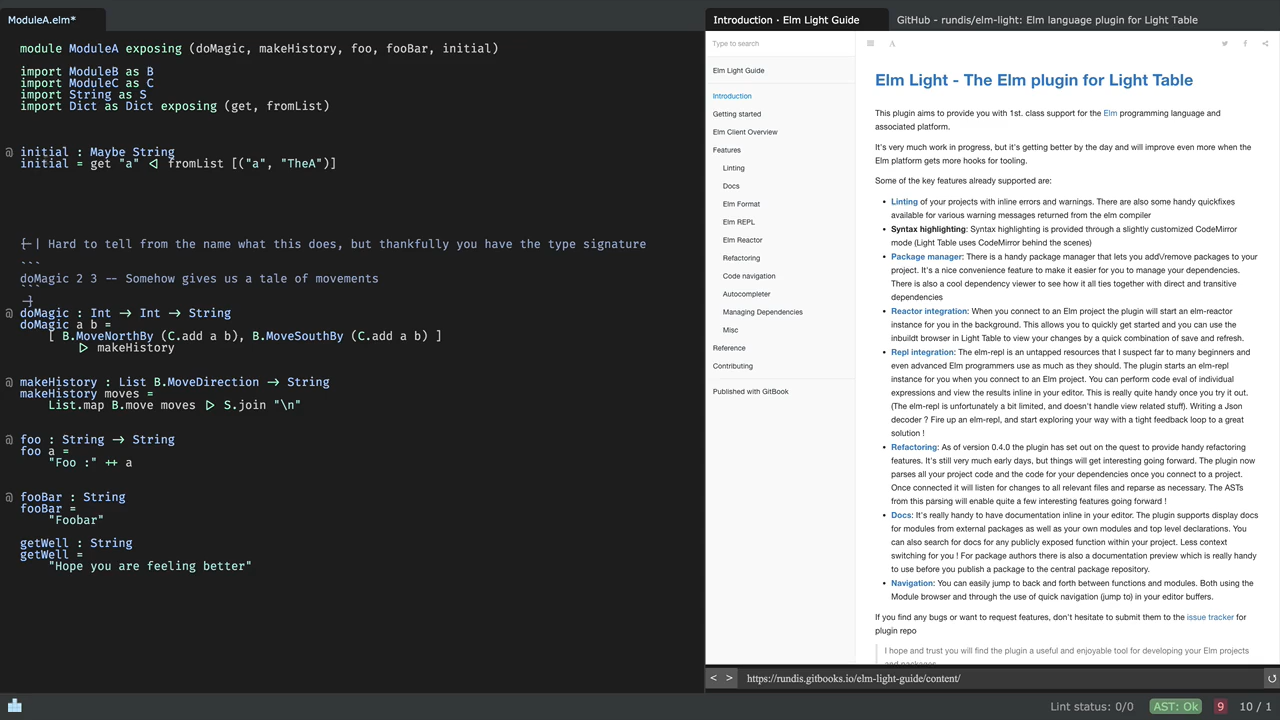 ModuleA.elm*
module ModuleA exposing (doMagic, makeHistory, foo, fooBar, initial)
import ModuleB as B
import ModuleC as C
import String as S
import Dict as Dict exposing (get, fromList)
initial : Maybe String
initial = get "a" <| fromList [("a", "TheA")]
{-| Hard to tell from the name what this does, but thankfully you have the type signature
```
doMagic 2 3 -- Somehow gives a list of movements
```
-}
@ doMagic : Int -> Int -> String
doMagic a b =
[ B.MoveNorthBy (C.add a b), B.MoveSouthBy (C.add a b) ]
|> makeHistory
@ makeHistory : List B.MoveDirection -> String
makeHistory moves =
List.map B.move moves |> S.join "\n"
@ foo : String -> String
foo a =
"Foo :" ++ a
@ fooBar : String
fooBar =
"Foobar"
getWell : String
getWell =
"Hope you are feeling better"
Introduction · Elm Light Guide
GitHub - rundis/elm-light: Elm language plugin for Light Table
Type to search
Elm Light Guide
Introduction
Getting started
Elm Client Overview
Features
Linting
Docs
Elm Format
Elm REPL
Elm Reactor
Refactoring
Code navigation
Autocompleter
Managing Dependencies
Misc
Reference
Contributing
Published with GitBook
A
Elm Light - The Elm plugin for Light Table
This plugin aims to provide you with 1st. class support for the Elm programming language and
associated platform.
It's very much work in progress, but it's getting better by the day and will improve even more when the
Elm platform gets more hooks for tooling.
Some of the key features already supported are:
• Linting of your projects with inline errors and warnings. There are also some handy quickfixes
available for various warning messages returned from the elm compiler
• Syntax highlighting: Syntax highlighting is provided through a slightly customized CodeMirror
mode (Light Table uses CodeMirror behind the scenes)
• Package manager: There is a handy package manager that lets you add\/remove packages to your
project. It's a nice convenience feature to make it easier for you to manage your dependencies.
There is also a cool dependency viewer to see how it all ties together with direct and transitive
dependencies
• Reactor integration: When you connect to an Elm project the plugin will start an elm-reactor
instance for you in the background. This allows you to quickly get started and you can use the
inbuildt browser in Light Table to view your changes by a quick combination of save and refresh.
• Repl integration: The elm-repl is an untapped resources that I suspect far to many beginners and
even advanced Elm programmers use as much as they should. The plugin starts an elm-repl
instance for you when you connect to an Elm project. You can perform code eval of individual
expressions and view the results inline in your editor. This is really quite handy once you try it out.
(The elm-repl is unfortunately a bit limited, and doesn't handle view related stuff). Writing a Json
decoder ? Fire up an elm-repl, and start exploring your way with a tight feedback loop to a great
solution !
• Refactoring: As of version 0.4.0 the plugin has set out on the quest to provide handy refactoring
features. It's still very much early days, but things will get interesting going forward. The plugin now
parses all your project code and the code for your dependencies once you connect to a project.
Once connected it will listen for changes to all relevant files and reparse as necessary. The ASTs
from this parsing will enable quite a few interesting features going forward !
• Docs: It's really handy to have documentation inline in your editor. The plugin supports display docs
for modules from external packages as well as your own modules and top level declarations. You
can also search for docs for any publicly exposed function within your project. Less context
switching for you ! For package authors there is also a documentation preview which is really handy
to use before you publish a package to the central package repository.
• Navigation: You can easily jump to back and forth between functions and modules. Both using the
Module browser and through the use of quick navigation (jump to) in your editor buffers.
If you find any bugs or want to request features, don't hesitate to submit them to the issue tracker for
plugin repo
I hope and trust you will find the plugin a useful and enjoyable tool for developing your Elm projects
and packages
< > https://rundis.gitbooks.io/elm-light-guide/content/
Lint status: 0/0 AST: Ok 9 10 / 1